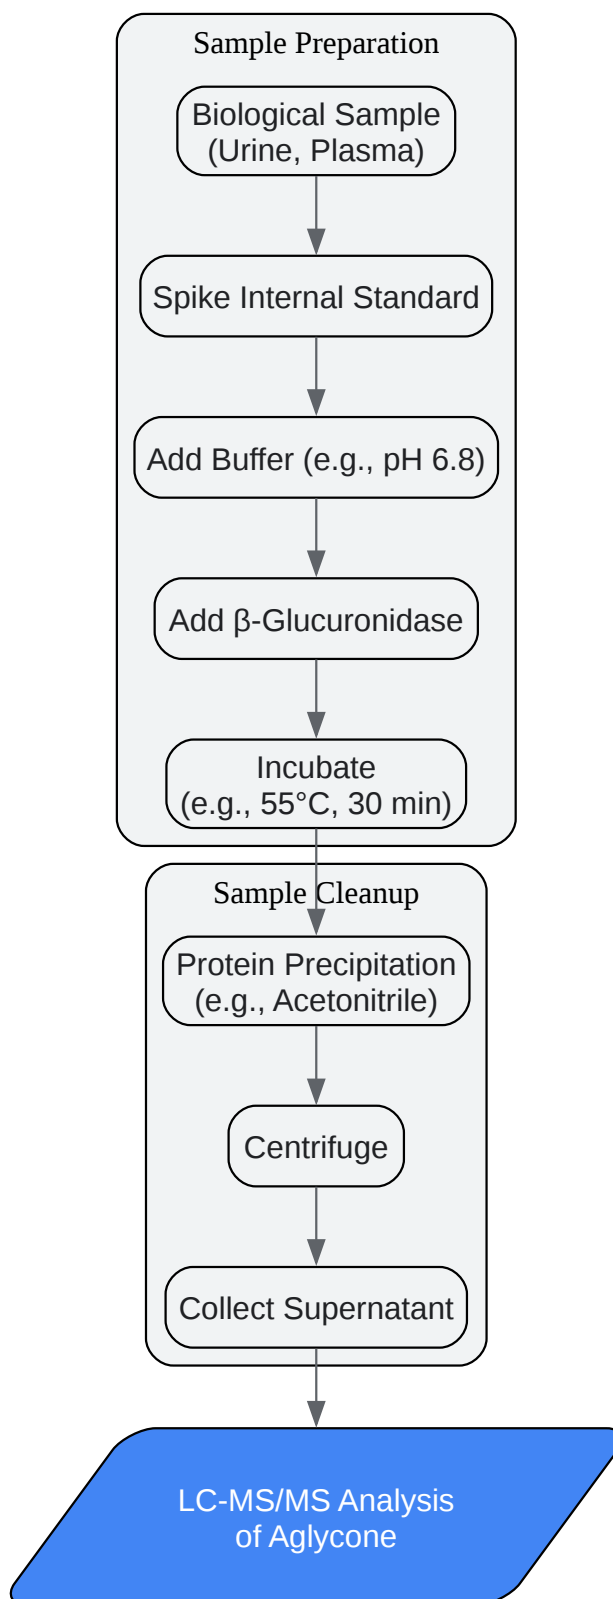 Sample Preparation
Biological Sample
(Urine, Plasma)
Spike Internal Standard
Add Buffer (e.g., pH 6.8)
Add β-Glucuronidase
Incubate
(e.g., 55°C, 30 min)
Sample Cleanup
Protein Precipitation
(e.g., Acetonitrile)
Centrifuge
Collect Supernatant
LC-MS/MS Analysis
of Aglycone